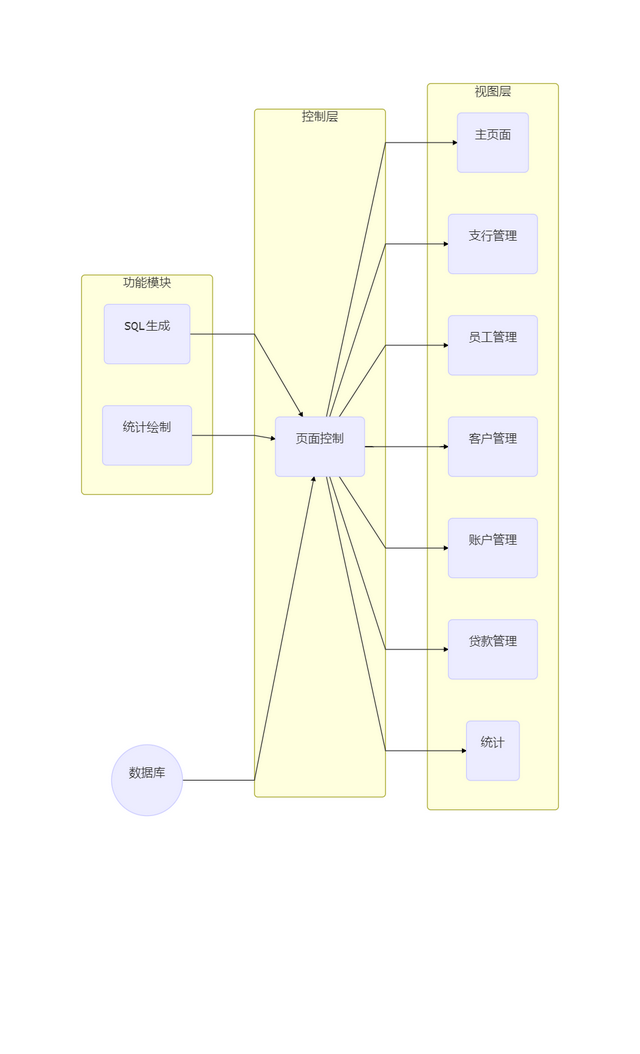 视图层
主页面
支行管理
员工管理
客户管理
账户管理
贷款管理
统计
控制层
页面控制
功能模块
SQL生成
统计绘制
数据库